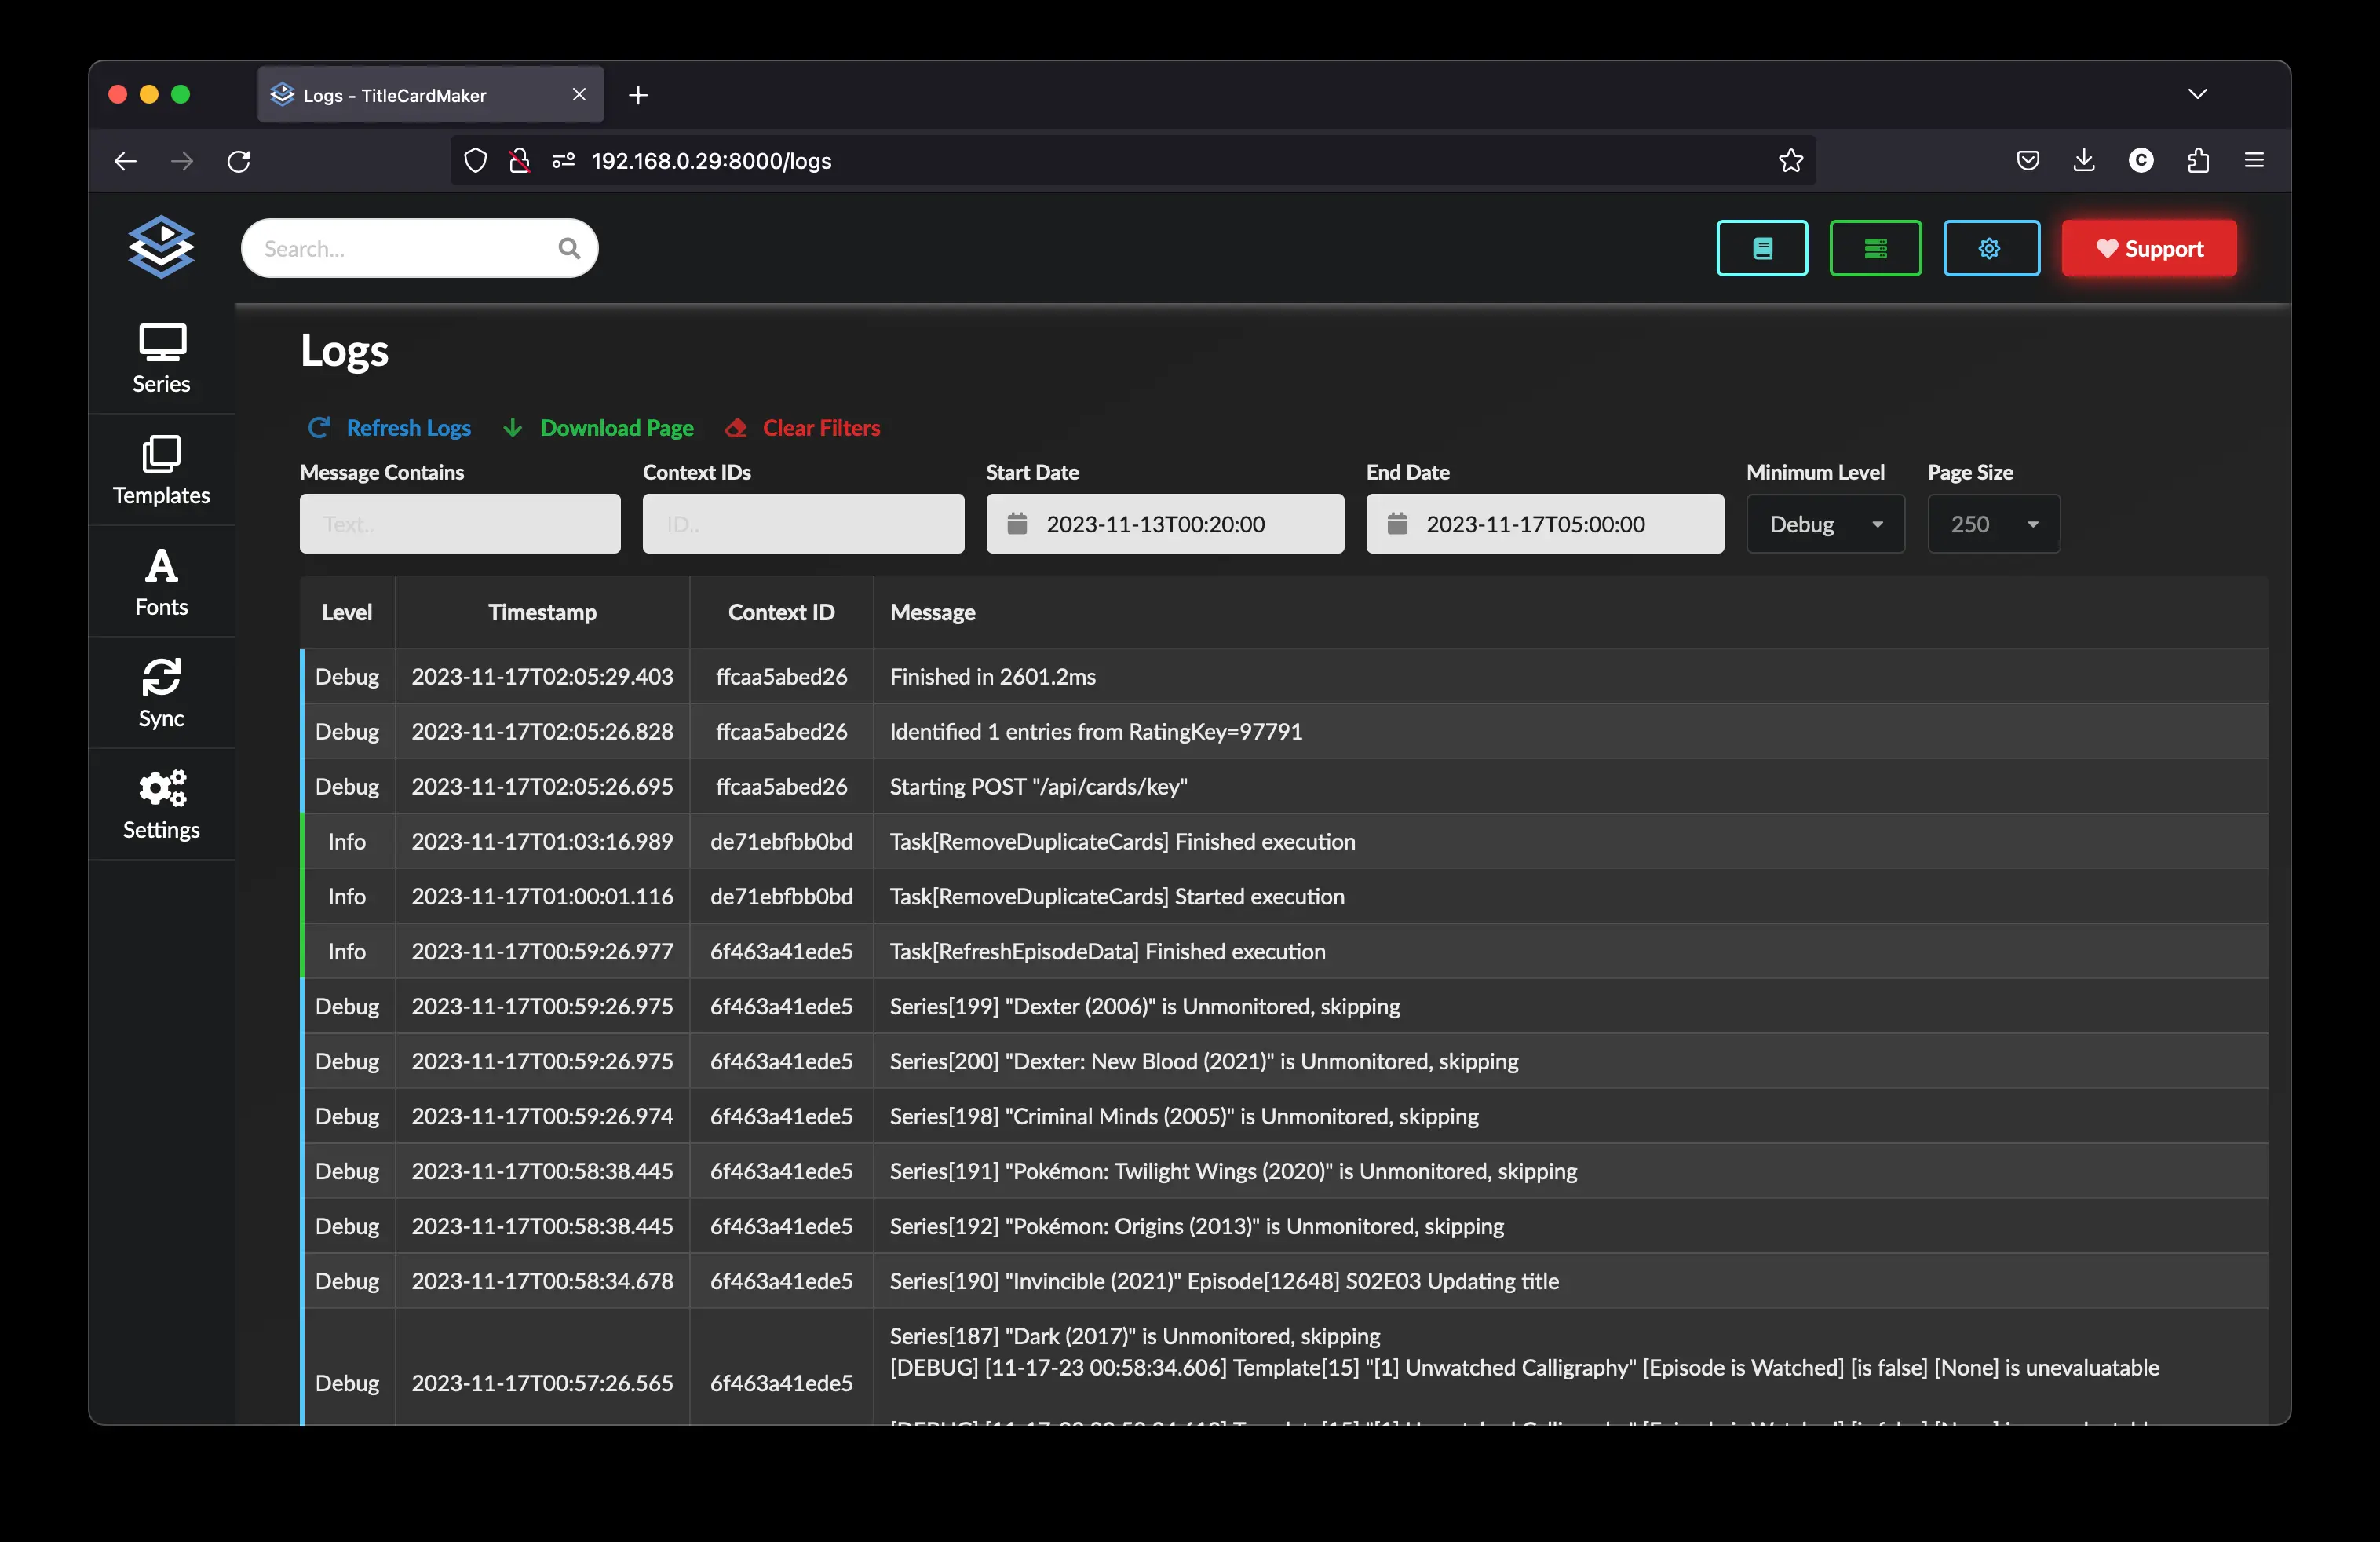 Logs - TitleCardMaker
192.168.0.29:8000/logs
C
Search...
Support
Series
Templates
Fonts
Sync
Settings
Logs
Refresh Logs Download Page Clear Filters
Message Contains Context IDs Start Date End Date Minimum Level Page Size
Text.. ID.. 2023-11-13T00:20:00 2023-11-17T05:00:00 Debug 250
Level Timestamp Context ID Message
Debug 2023-11-17T02:05:29.403 ffcaa5abed26 Finished in 2601.2ms
Debug 2023-11-17T02:05:26.828 ffcaa5abed26 Identified 1 entries from RatingKey=97791
Debug 2023-11-17T02:05:26.695 ffcaa5abed26 Starting POST "/api/cards/key"
Info 2023-11-17T01:03:16.989 de71ebfbb0bd Task[RemoveDuplicateCards] Finished execution
Info 2023-11-17T01:00:01.116 de71ebfbb0bd Task[RemoveDuplicateCards] Started execution
Info 2023-11-17T00:59:26.977 6f463a41ede5 Task[RefreshEpisodeData] Finished execution
Debug 2023-11-17T00:59:26.975 6f463a41ede5 Series[199] "Dexter (2006)" is Unmonitored, skipping
Debug 2023-11-17T00:59:26.975 6f463a41ede5 Series[200] "Dexter: New Blood (2021)" is Unmonitored, skipping
Debug 2023-11-17T00:59:26.974 6f463a41ede5 Series[198] "Criminal Minds (2005)" is Unmonitored, skipping
Debug 2023-11-17T00:58:38.445 6f463a41ede5 Series[191] "Pokémon: Twilight Wings (2020)" is Unmonitored, skipping
Debug 2023-11-17T00:58:38.445 6f463a41ede5 Series[192] "Pokémon: Origins (2013)" is Unmonitored, skipping
Debug 2023-11-17T00:58:34.678 6f463a41ede5 Series[190] "Invincible (2021)" Episode[12648] S02E03 Updating title
Series[187] "Dark (2017)" is Unmonitored, skipping
[DEBUG] [11-17-23 00:58:34.606] Template[15] "[1] Unwatched Calligraphy" [Episode is Watched] [is false] [None] is unevaluatable
Debug 2023-11-17T00:57:26.565 6f463a41ede5